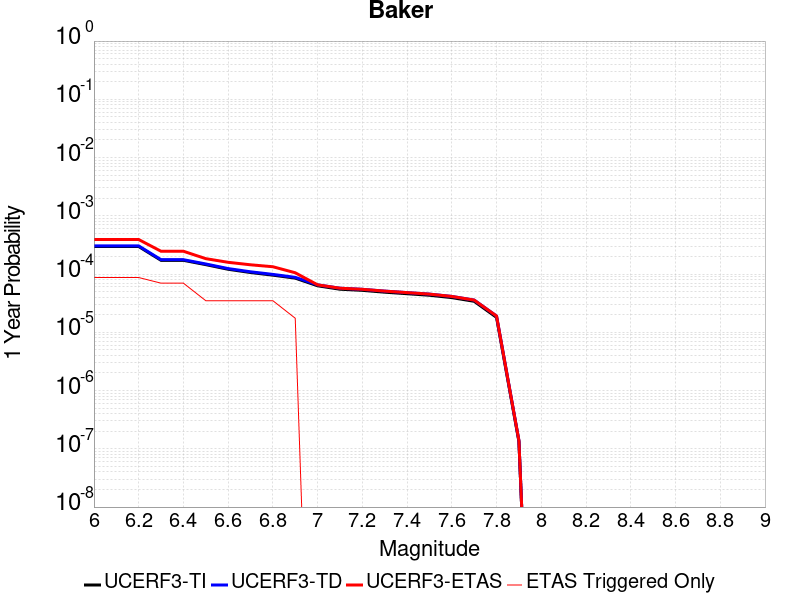 Baker
10^0
10^-1
10^-2
10^-3
10^-4
10^-5
10^-6
10^-7
10^-8
1 Year Probability
6 6.2 6.4 6.6 6.8 7 7.2 7.4 7.6 7.8 8 8.2 8.4 8.6 8.8 9
Magnitude
UCERF3-TI UCERF3-TD UCERF3-ETAS ETAS Triggered Only